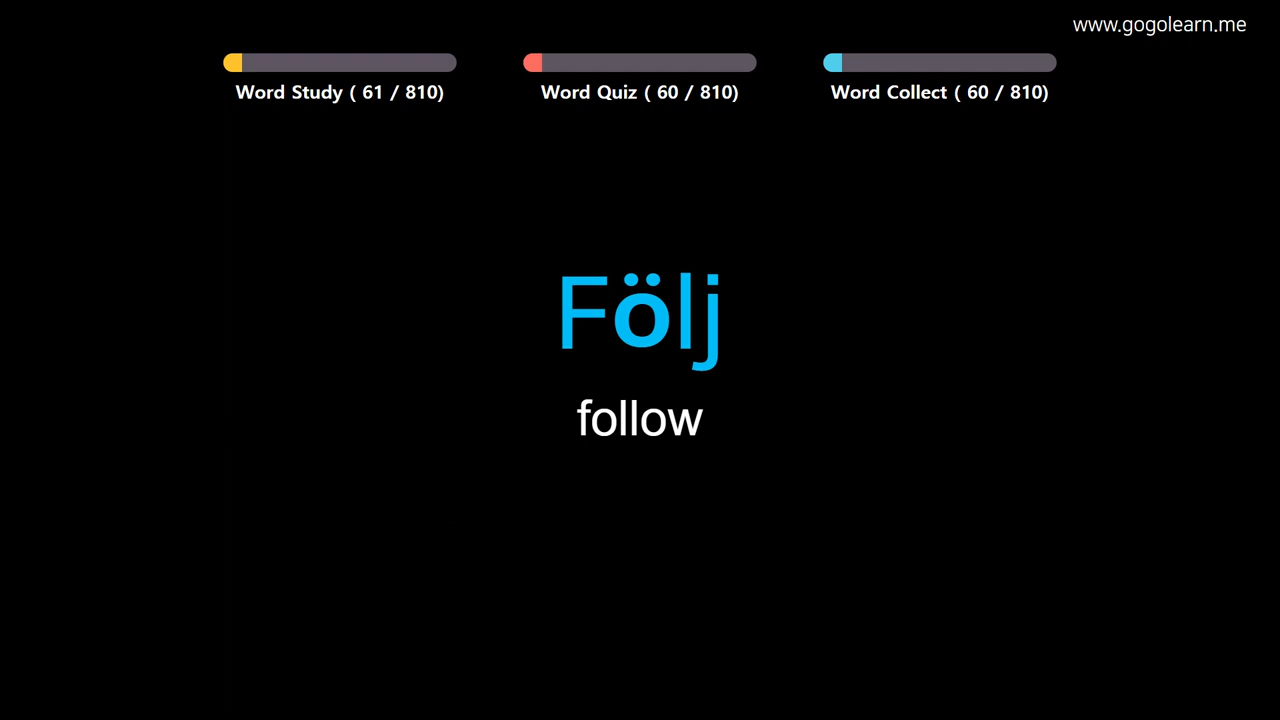 www.gogolearn.me
Word Study ( 61 / 810)
Word Quiz ( 60 / 810)
Word Collect ( 60 / 810)
Följ
follow